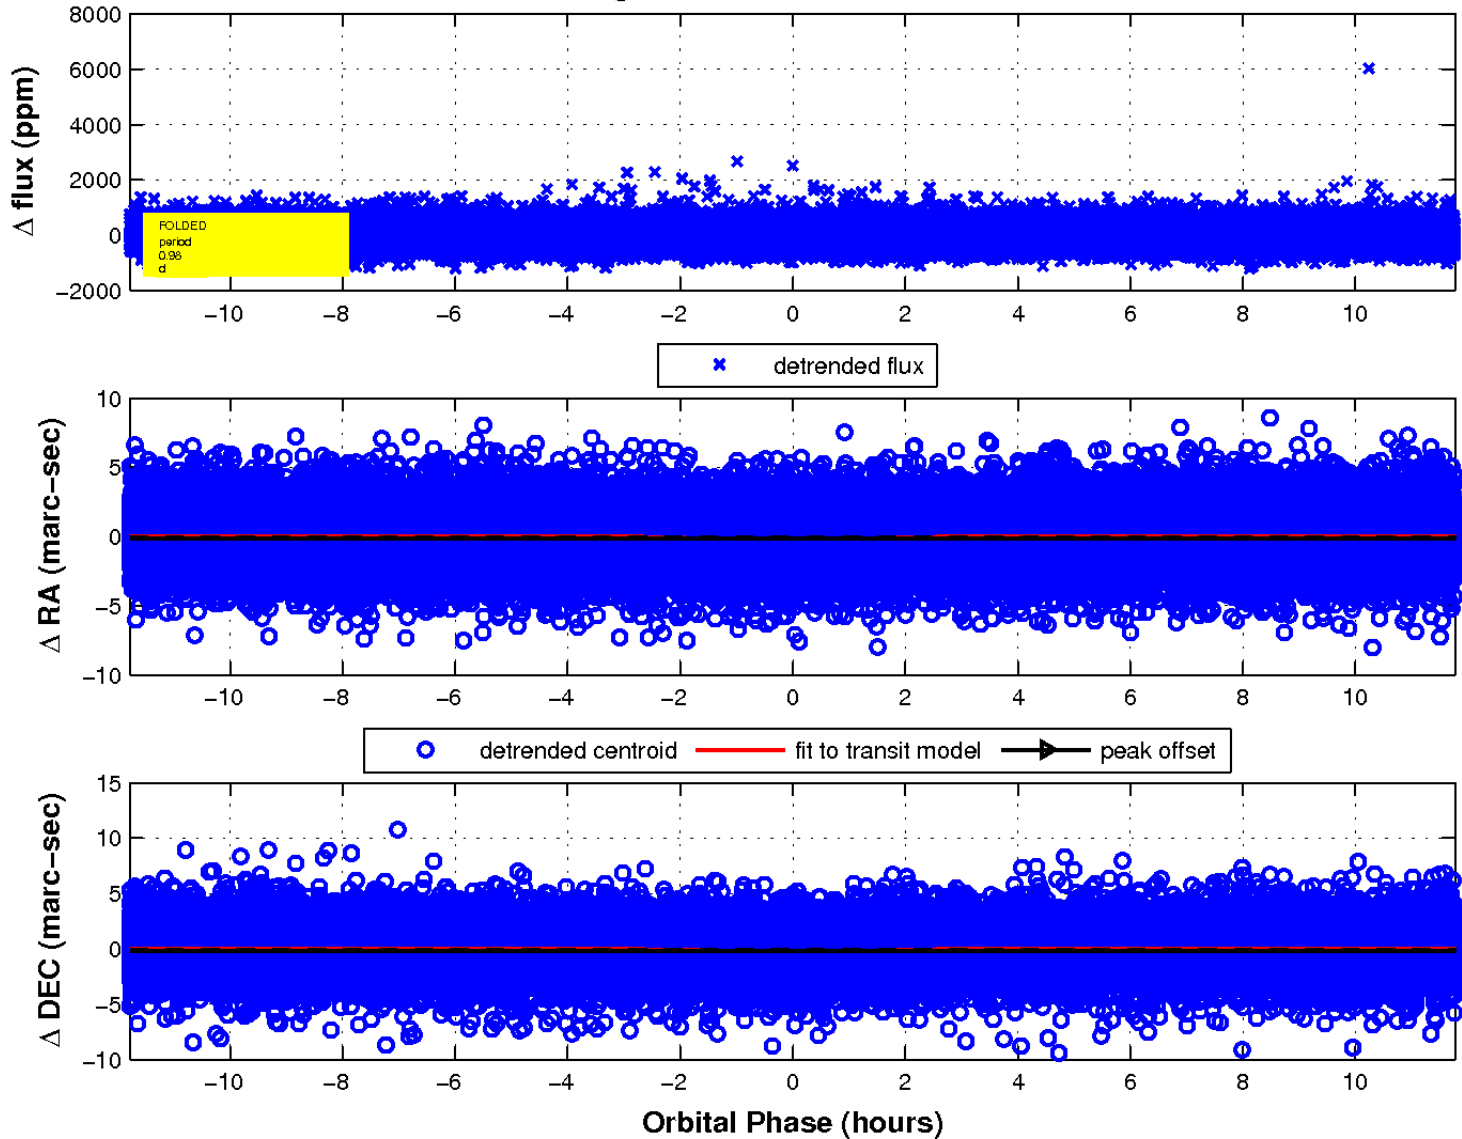 8000
6000
4000
2000
0
−2000
Δ flux (ppm)
FOLDED
period
0.98
d
−10 −8 −6 −4 −2 0 2 4 6 8 10
detrended flux
10
5
0
−5
−10
Δ RA (marc−sec)
−10 −8 −6 −4 −2 0 2 4 6 8 10
detrended centroid fit to transit model peak offset
15
10
5
0
−5
−10
Δ DEC (marc−sec)
−10 −8 −6 −4 −2 0 2 4 6 8 10
Orbital Phase (hours)